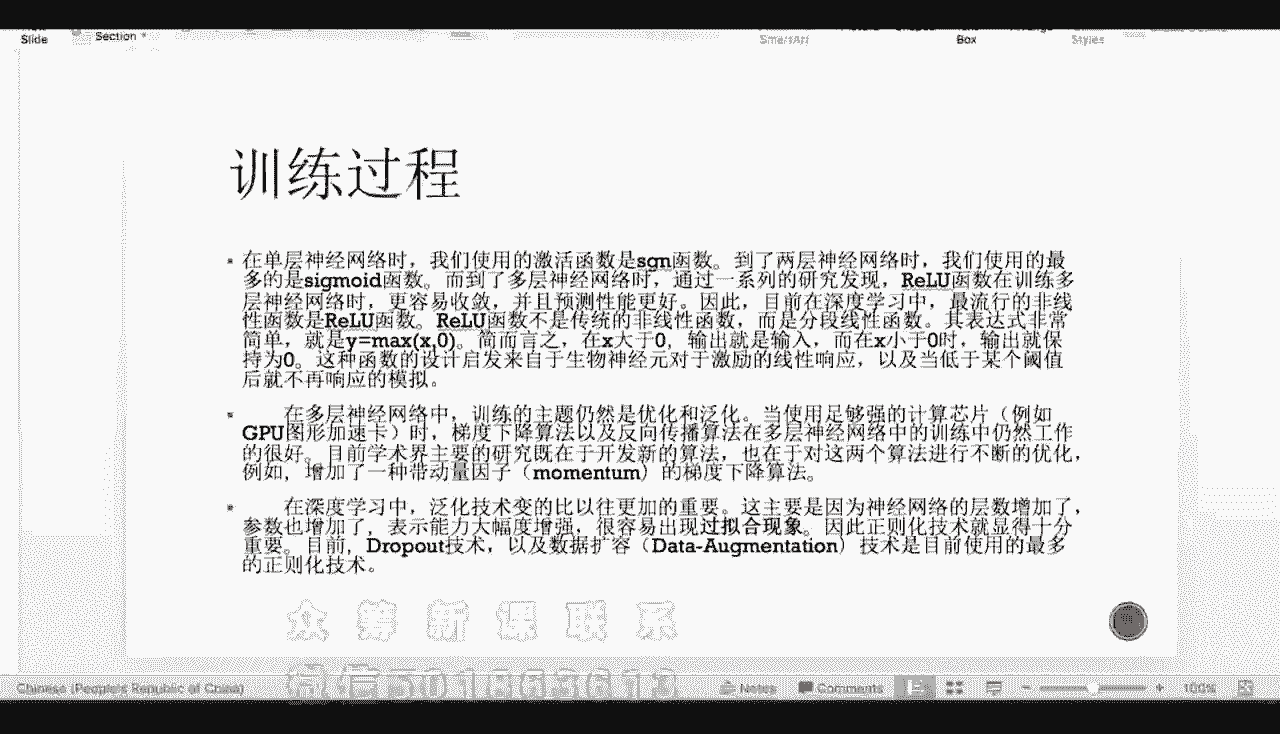 Slide
Section
SmartArt
Box
Styles
训练过程
在单层神经网络时，我们使用的激活函数是sgn函数。到了两层神经网络时，我们使用的最
多的是sigmoid函数。而到了多层神经网络时，通过一系列的研究发现，ReLU函数在训练多
层神经网络时，更容易收敛，并且预测性能更好。因此，目前在深度学习中，最流行的非线
性函数是ReLU函数。ReLU函数不是传统的非线性函数，而是分段线性函数。其表达式非常
简单，就是y=max(x,0)。简而言之，在x大于0，输出就是输入，而在x小于0时，输出就保
持为0。这种函数的设计启发来自于生物神经元对于激励的线性响应，以及当低于某个阈值
后就不再响应的模拟。
在多层神经网络中，训练的主题仍然是优化和泛化。当使用足够强的计算芯片（例如
GPU图形加速卡）时，梯度下降算法以及反向传播算法在多层神经网络中的训练中仍然工作
的很好。目前学术界主要的研究既在于开发新的算法，也在于对这两个算法进行不断的优化，
例如，增加了一种带动量因子（momentum）的梯度下降算法。
在深度学习中，泛化技术变的比以往更加的重要。这主要是因为神经网络的层数增加了，
参数也增加了，表示能力大幅度增强，很容易出现过拟合现象。因此正则化技术就显得十分
重要。目前，Dropout技术，以及数据扩容（Data-Augmentation）技术是目前使用的最多
的正则化技术。
众筹新课联系
微信501863613
Chinese (People's Republic of China)
Notes
Comments
100%